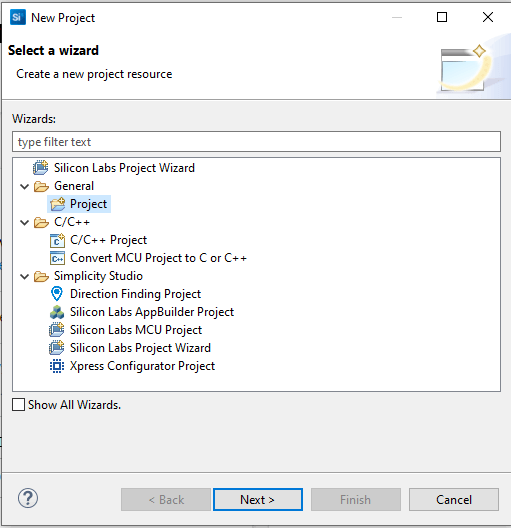 Si New Project
Select a wizard
Create a new project resource
Wizards:
type filter text
Silicon Labs Project Wizard
General
Project
C/C++
C/C++ Project
Convert MCU Project to C or C++
Simplicity Studio
Direction Finding Project
Silicon Labs AppBuilder Project
Silicon Labs MCU Project
Silicon Labs Project Wizard
Xpress Configurator Project
Show All Wizards.
? < Back Next > Finish Cancel